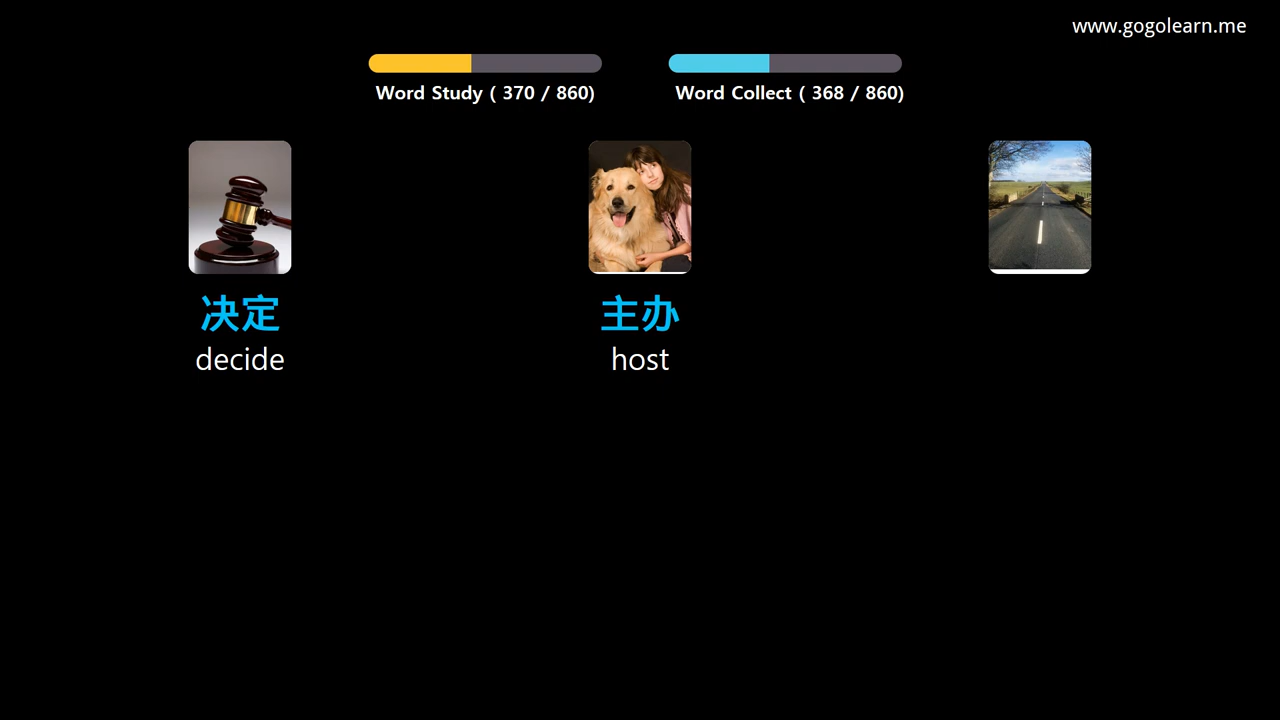 www.gogolearn.me
Word Study ( 370 / 860)
Word Collect ( 368 / 860)
决定
decide
主办
host